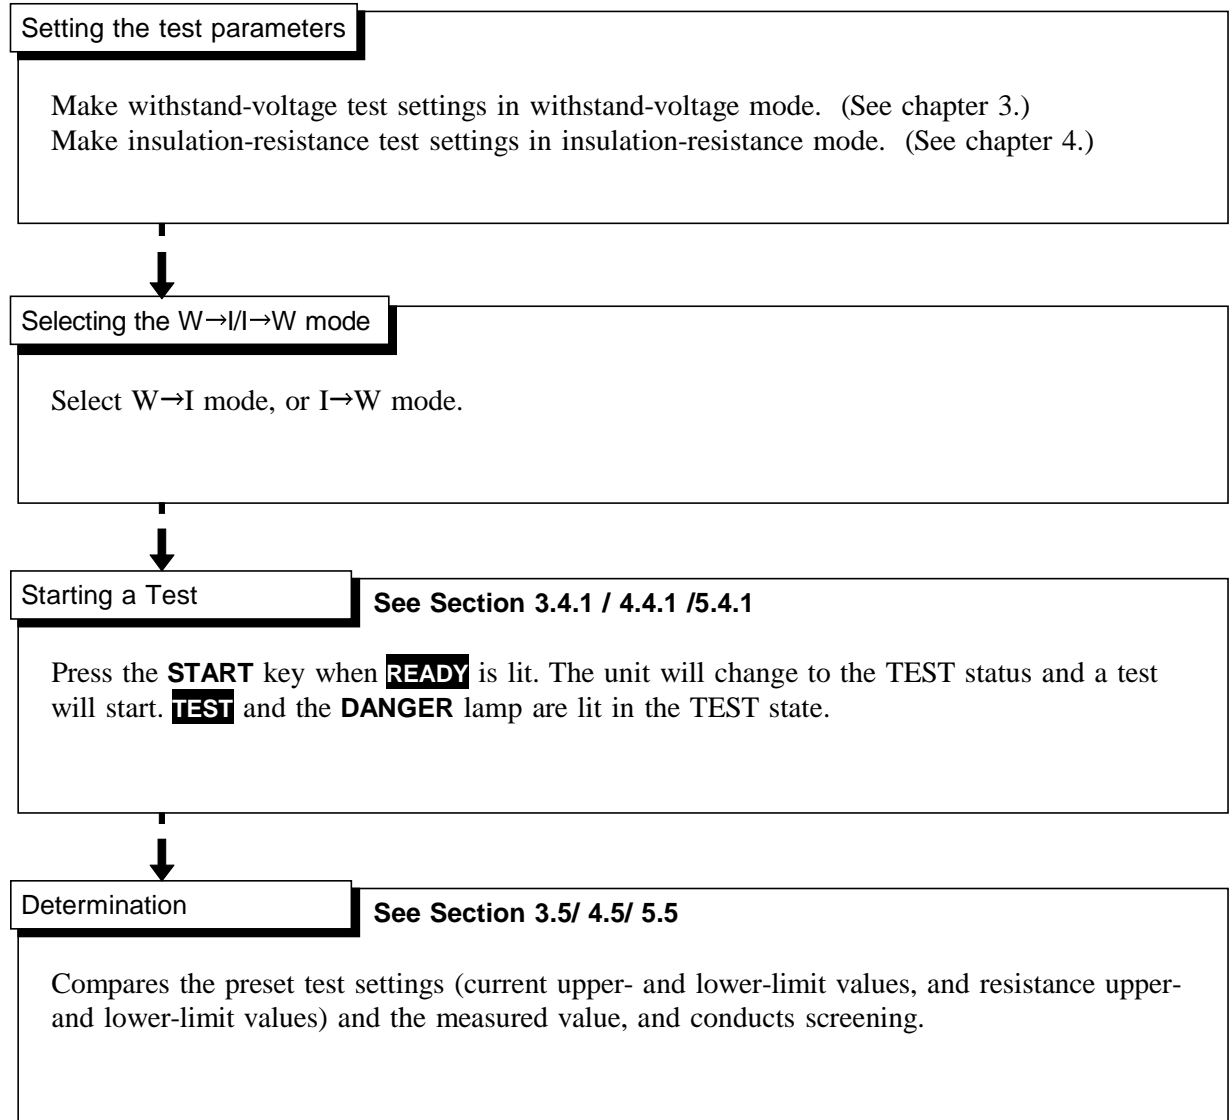 Setting the test parameters
Make withstand-voltage test settings in withstand-voltage mode. (See chapter 3.)
Make insulation-resistance test settings in insulation-resistance mode. (See chapter 4.)
Selecting the W→I/I→W mode
Select W→I mode, or I→W mode.
Starting a Test
See Section 3.4.1 / 4.4.1 /5.4.1
Press the START key when READY is lit. The unit will change to the TEST status and a test
will start. TEST and the DANGER lamp are lit in the TEST state.
Determination
See Section 3.5/ 4.5/ 5.5
Compares the preset test settings (current upper- and lower-limit values, and resistance upper-
and lower-limit values) and the measured value, and conducts screening.